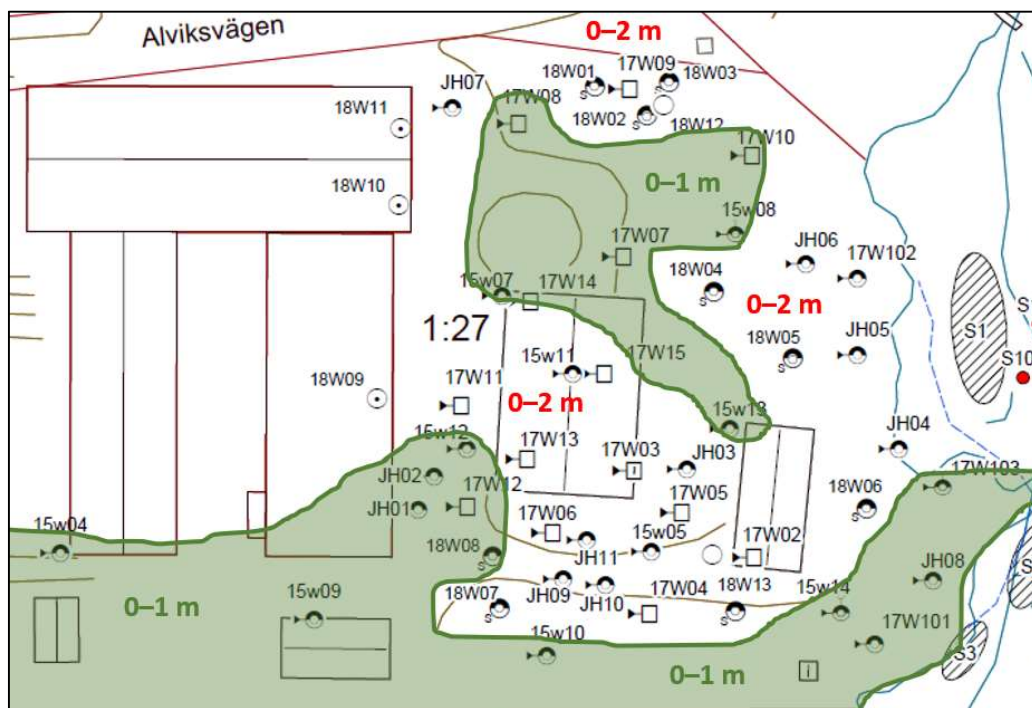 Alviksvägen
0–2 m
18W01
17W09
18W03
JH07
17W08
18W11
18W02
18W12
17W10
0–1 m
18W10
15w08
17W07
JH06
17W102
18W04
15w07
17W14
1:27
0–2 m
S
S1
S10
15w11
17W15
18W05
JH05
18W09
17W11
0–2 m
15w13
15w12
17W13
17W03
JH03
JH04
JH02
17W12
JH01
17W05
18W06
17W103
17W06
15w04
18W08
JH11
15w05
17W02
S
JH08
0–1 m
15w09
18W07
JH09
JH10
17W04
18W13
15w14
15w10
17W101
S3
0–1 m